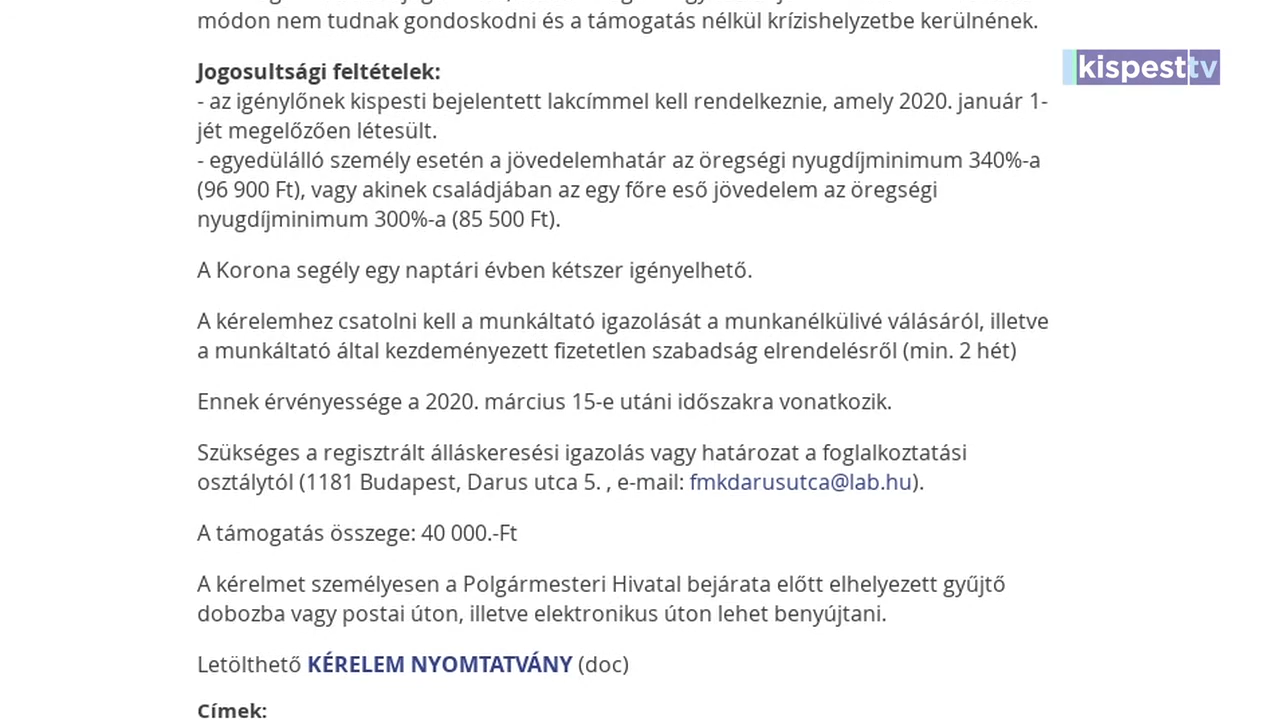 módon nem tudnak gondoskodni és a támogatás nélkül krízishelyzetbe kerülnének.
kispesttv
Jogosultsági feltételek:
- az igénylőnek kispesti bejelentett lakcímmel kell rendelkeznie, amely 2020. január 1-
jét megelőzően létesült.
- egyedülálló személy esetén a jövedelemhatár az öregségi nyugdíjminimum 340%-a
(96 900 Ft), vagy akinek családjában az egy főre eső jövedelem az öregségi
nyugdíjminimum 300%-a (85 500 Ft).
A Korona segély egy naptári évben kétszer igényelhető.
A kérelemhez csatolni kell a munkáltató igazolását a munkanélkülivé válásáról, illetve
a munkáltató által kezdeményezett fizetetlen szabadság elrendelésről (min. 2 hét)
Ennek érvényessége a 2020. március 15-e utáni időszakra vonatkozik.
Szükséges a regisztrált álláskeresési igazolás vagy határozat a foglalkoztatási
osztálytól (1181 Budapest, Darus utca 5. , e-mail: fmkdarusutca@lab.hu).
A támogatás összege: 40 000.-Ft
A kérelmet személyesen a Polgármesteri Hivatal bejárata előtt elhelyezett gyűjtő
dobozba vagy postai úton, illetve elektronikus úton lehet benyújtani.
Letölthető KÉRELEM NYOMTATVÁNY (doc)
Címek: